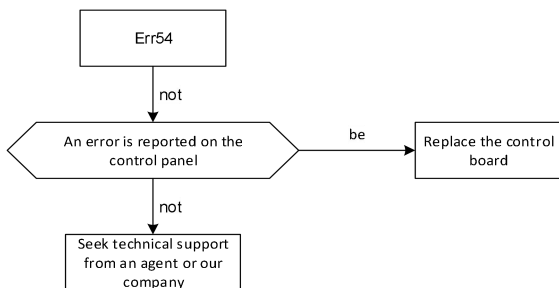 Err54
not
An error is reported on the
control panel
be
Replace the control
board
not
Seek technical support
from an agent or our
company